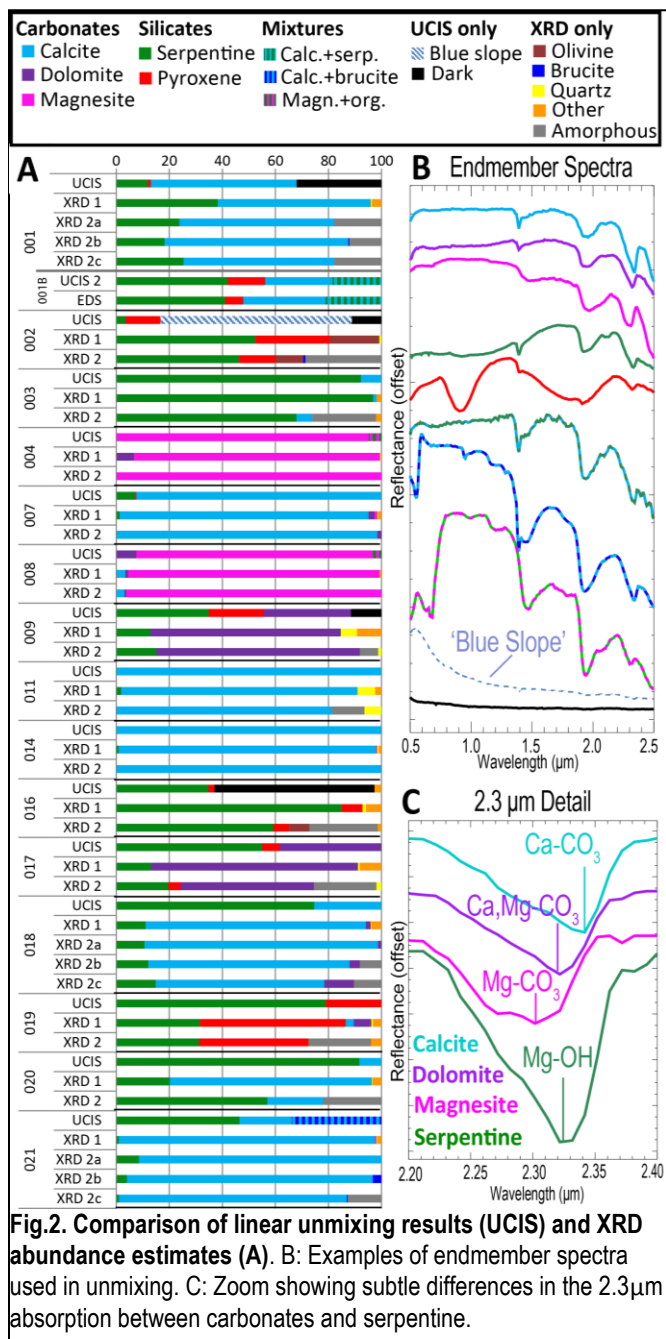 Carbonates
Calcite
Dolomite
Magnesite
Silicates
Serpentine
Pyroxene
Mixtures
Calc.+serp.
Calc.+brucite
Magn.+org.
UCIS only
Blue slope
Dark
XRD only
Olivine
Brucite
Quartz
Other
Amorphous
A
0 20 40 60 80 100
001
UCIS
XRD 1
XRD 2a
XRD 2b
XRD 2c
001B
UCIS 2
EDS
002
UCIS
XRD 1
XRD 2
003
UCIS
XRD 1
XRD 2
004
UCIS
XRD 1
XRD 2
007
UCIS
XRD 1
XRD 2
008
UCIS
XRD 1
XRD 2
009
UCIS
XRD 1
XRD 2
011
UCIS
XRD 1
XRD 2
014
UCIS
XRD 1
XRD 2
016
UCIS
XRD 1
XRD 2
017
UCIS
XRD 1
XRD 2
018
UCIS
XRD 1
XRD 2a
XRD 2b
XRD 2c
019
UCIS
XRD 1
XRD 2
020
UCIS
XRD 1
XRD 2
021
UCIS
XRD 1
XRD 2a
XRD 2b
XRD 2c
B Endmember Spectra
Reflectance (offset)
'Blue Slope'
0.5 1.0 1.5 2.0 2.5
Wavelength (µm)
C 2.3 µm Detail
Reflectance (offset)
Ca-CO3
Ca,Mg-CO3
Mg-CO3
Mg-OH
Calcite
Dolomite
Magnesite
Serpentine
2.20 2.25 2.30 2.35 2.40
Wavelength (µm)
Fig.2. Comparison of linear unmixing results (UCIS) and XRD
abundance estimates (A). B: Examples of endmember spectra
used in unmixing. C: Zoom showing subtle differences in the 2.3µm
absorption between carbonates and serpentine.